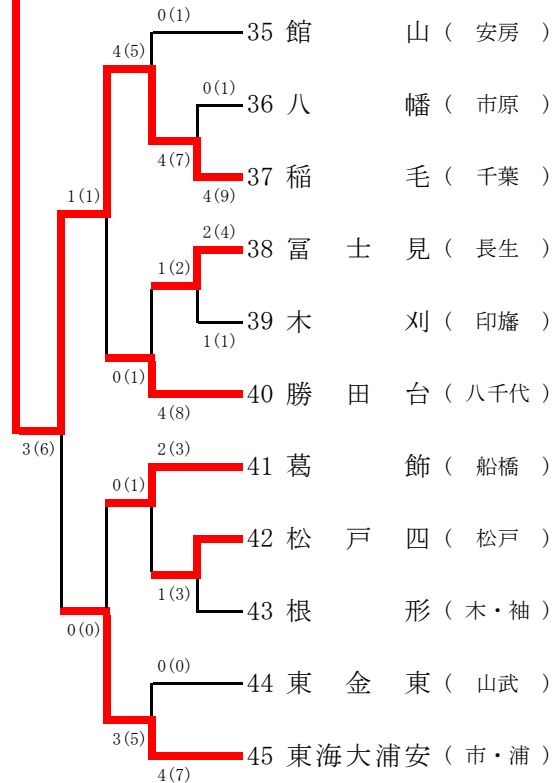 0(1)
35 館山（安房）
4(5)
0(1)
36 八幡（市原）
4(7)
37 稲毛（千葉）
1(1)
4(9)
2(4)
38 冨士見（長生）
1(2)
39 木刈（印旛）
1(1)
0(1)
40 勝田台（八千代）
4(8)
3(6)
2(3)
41 葛飾（船橋）
0(1)
42 松戸四（松戸）
1(3)
43 根形（木・袖）
0(0)
0(0)
44 東金東（山武）
3(5)
45 東海大浦安（市・浦）
4(7)